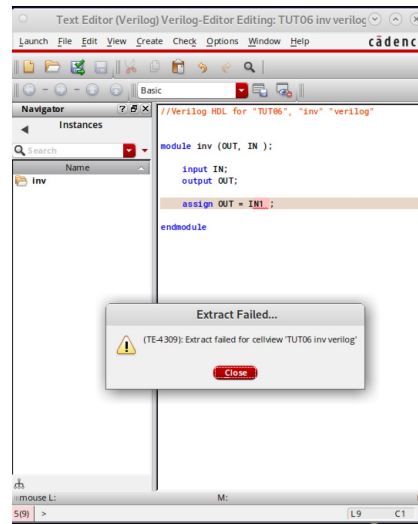 Text Editor (Verilog) Verilog-Editor Editing: TUT06 inv verilog
Launch File Edit View Create Check Options Window Help cādenc
Basic
Navigator ? x
Instances
Search
Name
inv
//Verilog HDL for "TUT06", "inv" "verilog"
module inv (OUT, IN );
input IN;
output OUT;
assign OUT = IN1 ;
endmodule
Extract Failed...
(TE-4309): Extract failed for cellview 'TUT06 inv verilog'
Close
mouse L: M:
5(9) > L9 C1